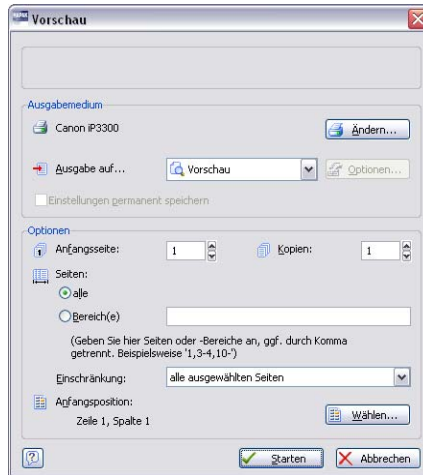 Vorschau
Ausgabemedium
Canon iP3300
Ändern...
Ausgabe auf...
Vorschau
Optionen...
Einstellungen permanent speichern
Optionen
Anfangsseite:
1
Kopien:
1
Seiten:
alle
Bereich(e)
(Geben Sie hier Seiten oder -Bereiche an, ggf. durch Komma
getrennt. Beispielsweise '1,3-4,10-')
Einschränkung:
alle ausgewählten Seiten
Anfangsposition:
Zeile 1, Spalte 1
Wählen...
Starten
Abbrechen